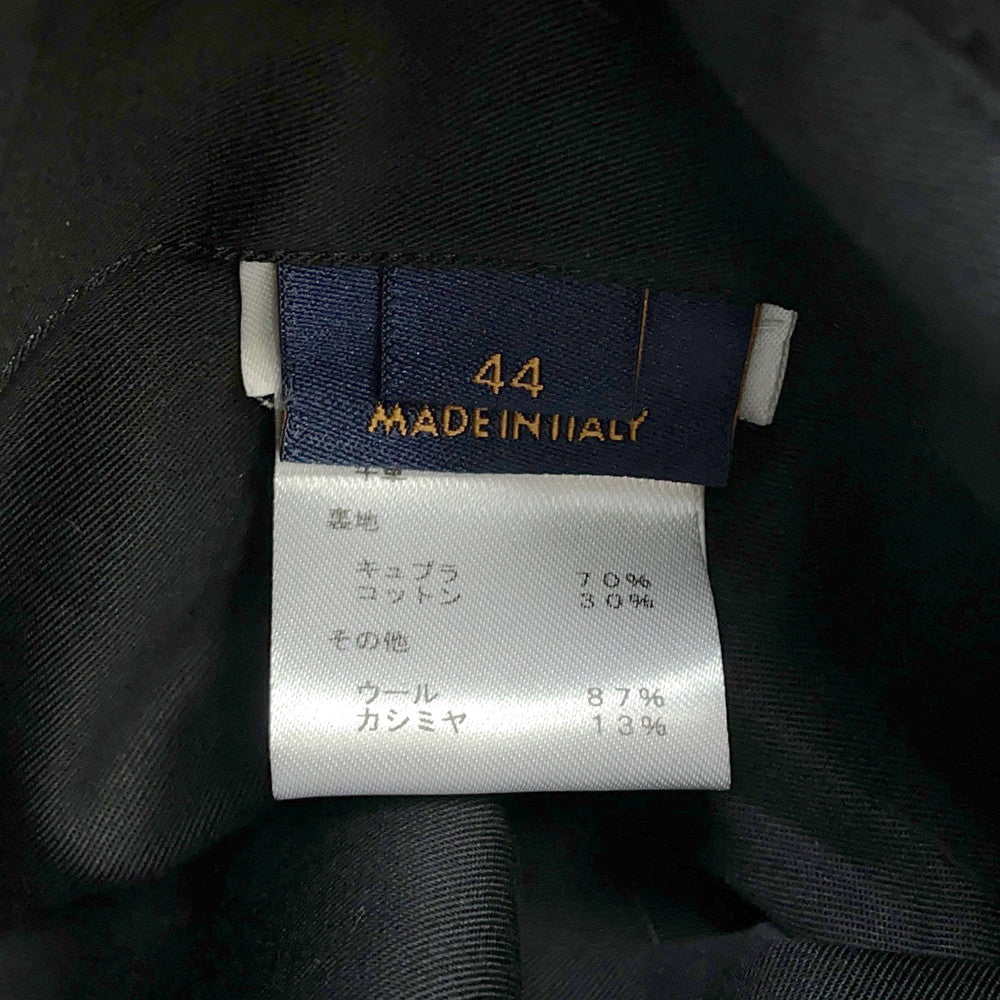 44
MADE IN ITALY
裏地
キュプラ 70%
コットン 30%
その他
ウール 87%
カシミヤ 13%